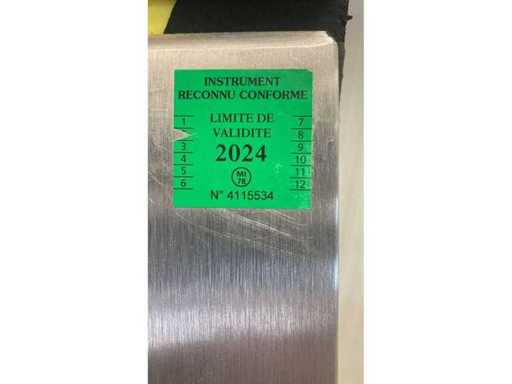 INSTRUMENT
RECONNU CONFORME
LIMITE DE
VALIDITE
2024
1
3
4
5
6
7
8
9
10
11
12
MI
78
N° 4115534